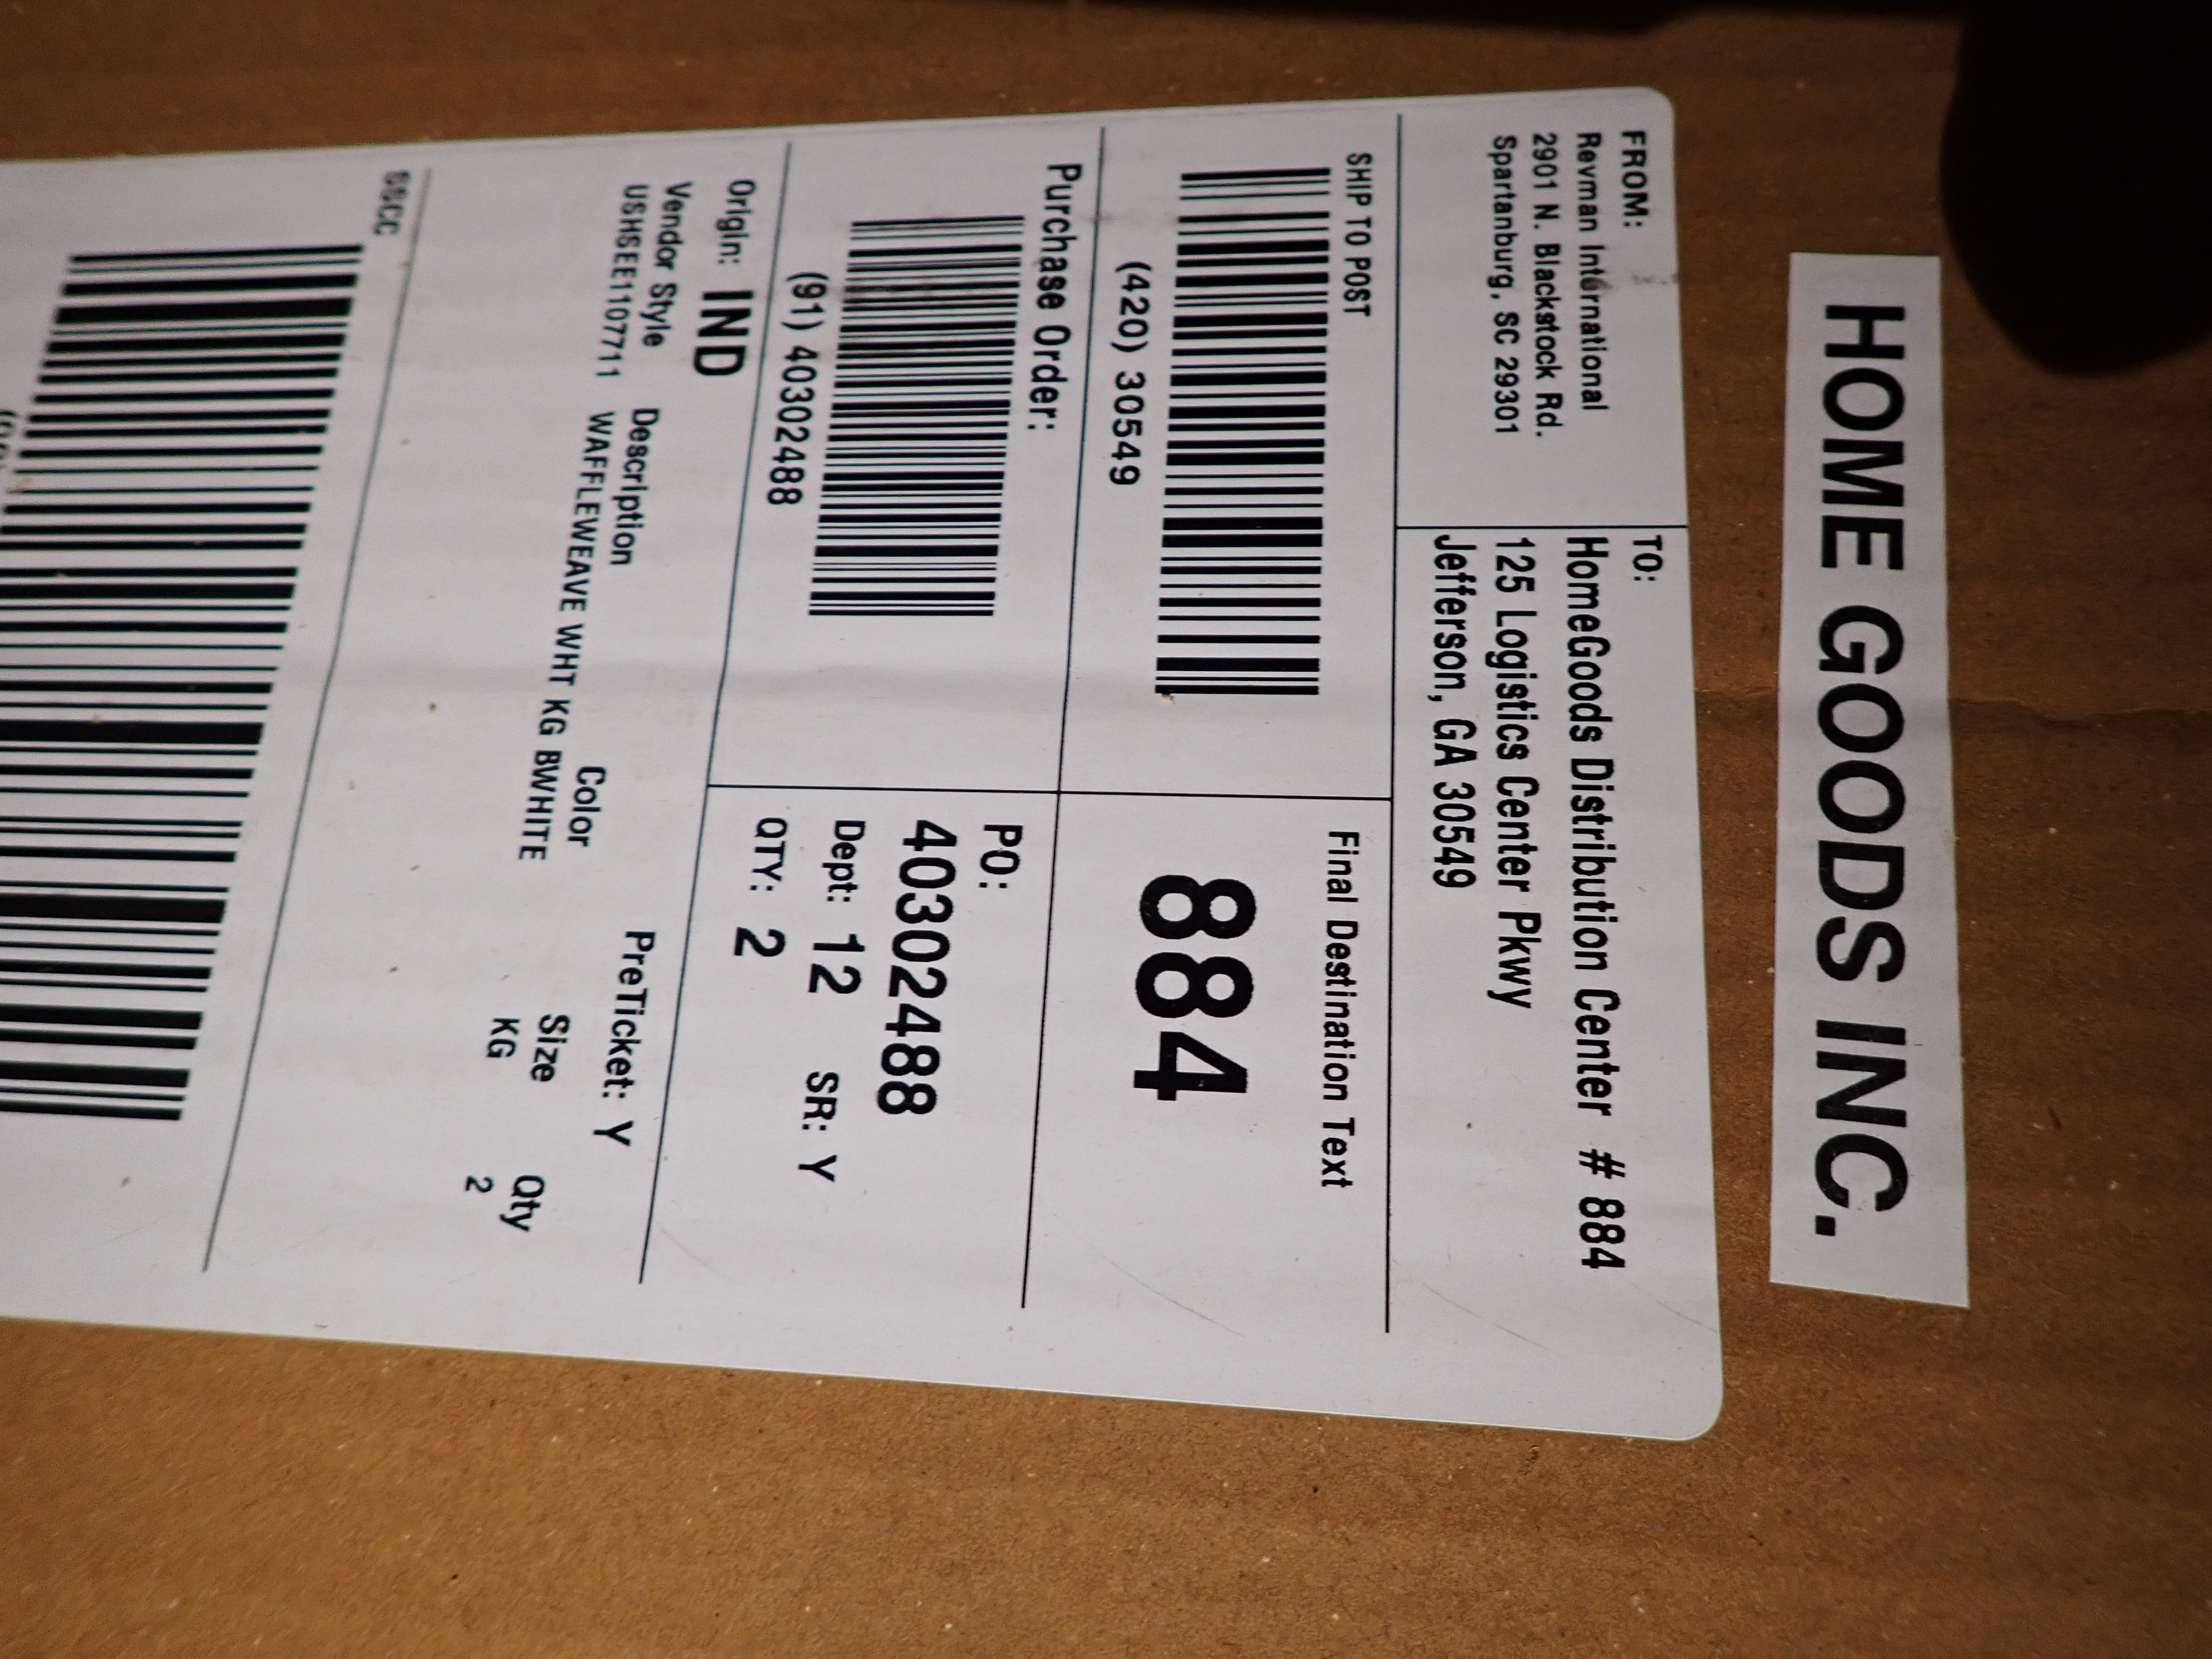 HOME GOODS INC.
FROM:
Revman International
2901 N. Blackstock Rd.
Spartanburg, SC 29301
TO:
HomeGoods Distribution Center # 884
125 Logistics Center Pkwy
Jefferson, GA 30549
SHIP TO POST
(420) 30549
Final Destination Text
884
Purchase Order:
(91) 40302488
PO:
40302488
Dept: 12 SR: Y
QTY: 2
Origin: IND
PreTicket: Y
Vendor Style Description Color Size Qty
USHSEE1107711 WAFFLEWEAVE WHT KG BWHITE KG 2
SSCC